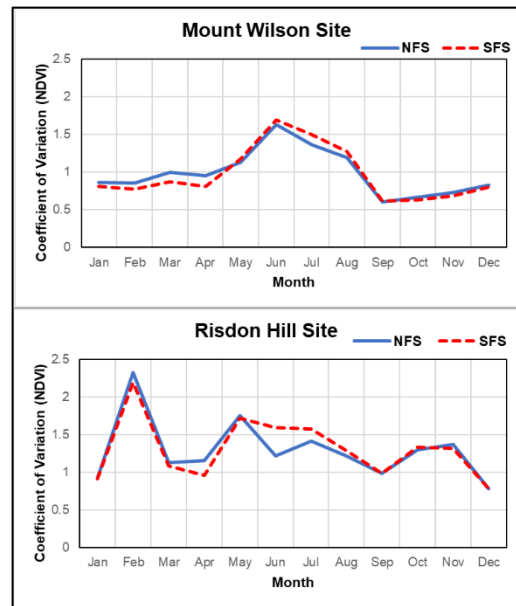 Mount Wilson Site
NFS SFS
Coefficient of Variation (NDVI)
2.5
2
1.5
1
0.5
0
Jan Feb Mar Apr May Jun Jul Aug Sep Oct Nov Dec
Month
Risdon Hill Site
NFS SFS
Coefficient of Variation (NDVI)
2.5
2
1.5
1
0.5
0
Jan Feb Mar Apr May Jun Jul Aug Sep Oct Nov Dec
Month